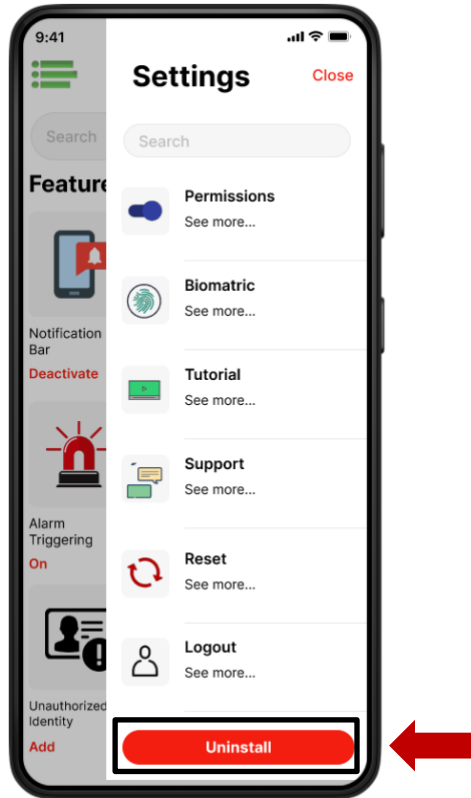 9:41
Settings
Close
Search
Search
Feature
Permissions
See more...
Biomatric
See more...
Notification
Bar
Deactivate
Tutorial
See more...
Support
See more...
Alarm
Triggering
On
Reset
See more...
Logout
See more...
Unauthorized
Identity
Add
Uninstall